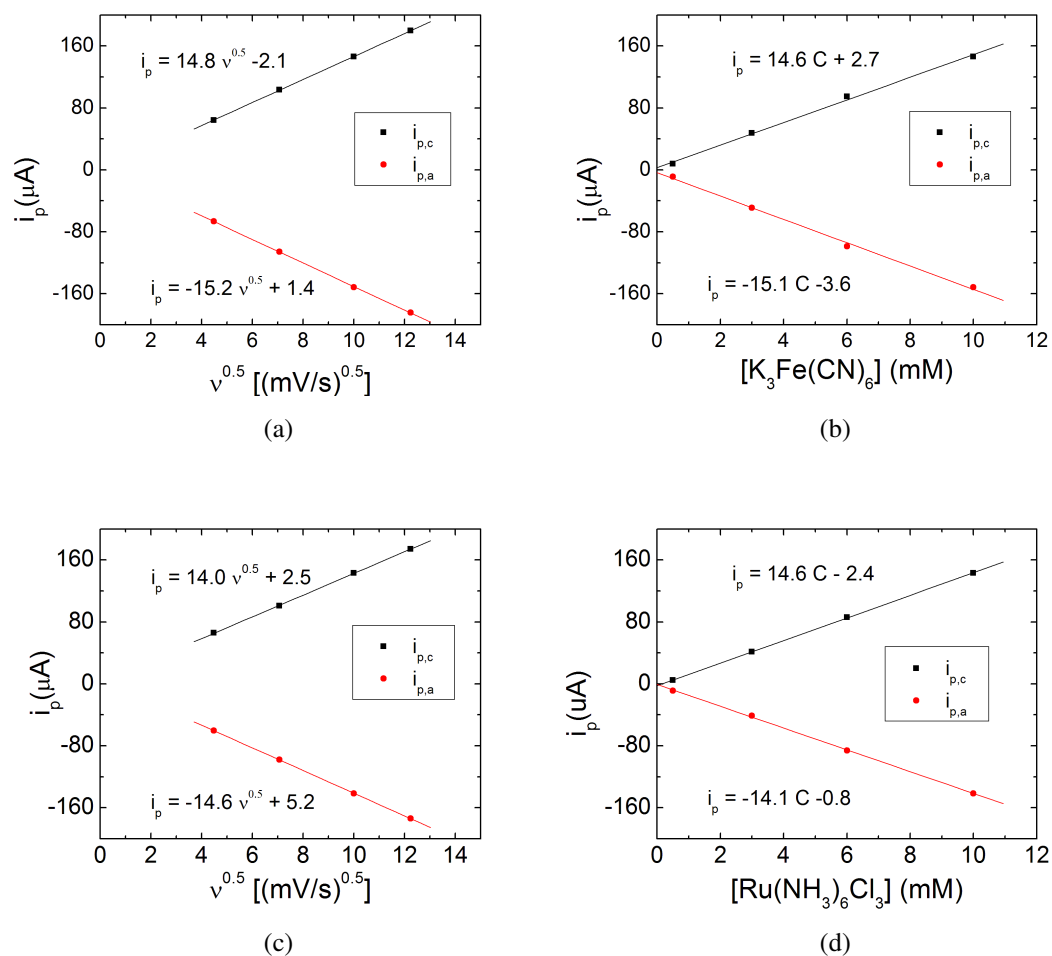 160
80
0
-80
-160
i_p(μA)
i_p = 14.8 ν^0.5 -2.1
i_p,c
i_p,a
i_p = -15.2 ν^0.5 + 1.4
0 2 4 6 8 10 12 14
ν^0.5 [(mV/s)^0.5]
(a)
160
80
0
-80
-160
i_p(μA)
i_p = 14.6 C + 2.7
i_p,c
i_p,a
i_p = -15.1 C -3.6
0 2 4 6 8 10 12
[K_3Fe(CN)_6] (mM)
(b)
160
80
0
-80
-160
i_p(μA)
i_p = 14.0 ν^0.5 + 2.5
i_p,c
i_p,a
i_p = -14.6 ν^0.5 + 5.2
0 2 4 6 8 10 12 14
ν^0.5 [(mV/s)^0.5]
(c)
160
80
0
-80
-160
i_p(uA)
i_p = 14.6 C - 2.4
i_p,c
i_p,a
i_p = -14.1 C -0.8
0 2 4 6 8 10 12
[Ru(NH_3)_6Cl_3] (mM)
(d)